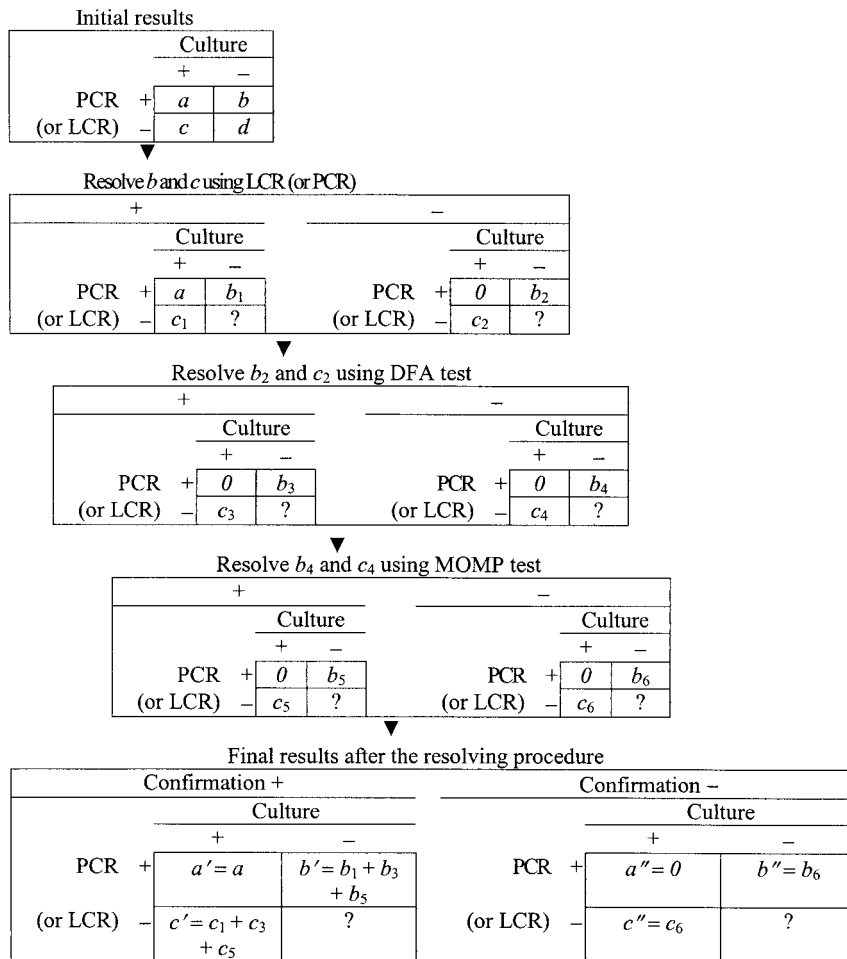 Initial results
Culture
+ −
PCR + a b
(or LCR) − c d
▼
Resolve b and c using LCR (or PCR)
+ −
Culture Culture
+ − + −
PCR + a b₁ PCR + 0 b₂
(or LCR) − c₁ ? (or LCR) − c₂ ?
▼
Resolve b₂ and c₂ using DFA test
+ −
Culture Culture
+ − + −
PCR + 0 b₃ PCR + 0 b₄
(or LCR) − c₃ ? (or LCR) − c₄ ?
▼
Resolve b₄ and c₄ using MOMP test
+ −
Culture Culture
+ − + −
PCR + 0 b₅ PCR + 0 b₆
(or LCR) − c₅ ? (or LCR) − c₆ ?
▼
Final results after the resolving procedure
Confirmation + Confirmation −
Culture Culture
+ − + −
PCR + a′ = a b′ = b₁ + b₃ PCR + a″ = 0 b″ = b₆
+ b₅
(or LCR) − c′ = c₁ + c₃ ? (or LCR) − c″ = c₆ ?
+ c₅